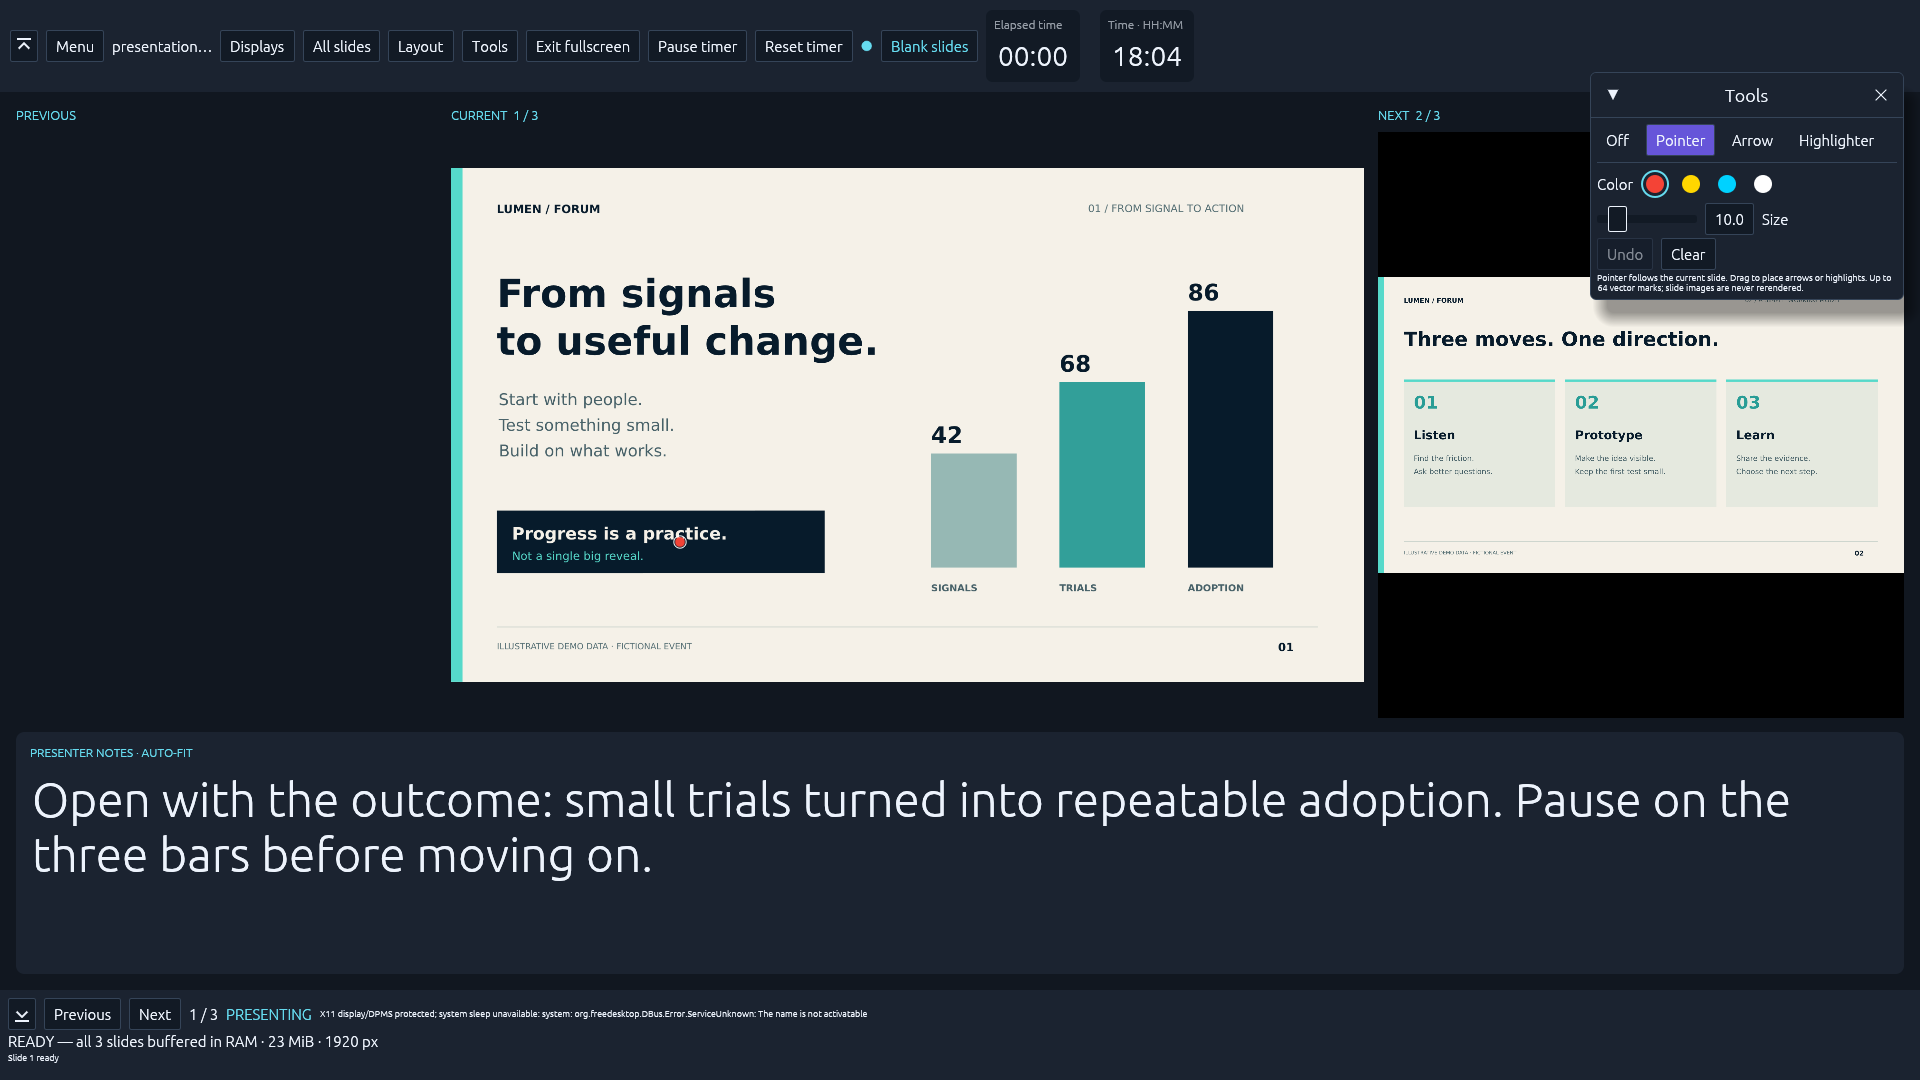 Menu presentation... Displays All slides Layout Tools Exit fullscreen Pause timer Reset timer Blank slides
Elapsed time
00:00
Time · HH:MM
18:04
PREVIOUS
CURRENT 1 / 3
NEXT 2 / 3
LUMEN / FORUM
01 / FROM SIGNAL TO ACTION
From signals
to useful change.
Start with people.
Test something small.
Build on what works.
Progress is a practice.
Not a single big reveal.
42
68
86
SIGNALS
TRIALS
ADOPTION
ILLUSTRATIVE DEMO DATA · FICTIONAL EVENT
01
Tools
Off Pointer Arrow Highlighter
Color
10.0 Size
Undo Clear
Pointer follows the current slide. Drag to place arrows or highlights. Up to
64 vector marks; slide images are never rerendered.
LUMEN / FORUM
Three moves. One direction.
01
Listen
Find the friction.
Ask better questions.
02
Prototype
Make the idea visible.
Keep the first test small.
03
Learn
Share the evidence.
Choose the next step.
ILLUSTRATIVE DEMO DATA · FICTIONAL EVENT
02
PRESENTER NOTES · AUTO-FIT
Open with the outcome: small trials turned into repeatable adoption. Pause on the
three bars before moving on.
Previous Next 1 / 3 PRESENTING X11 display/DPMS protected; system sleep unavailable: system: org.freedesktop.DBus.Error.ServiceUnknown: The name is not activatable
READY — all 3 slides buffered in RAM · 23 MiB · 1920 px
Slide 1 ready